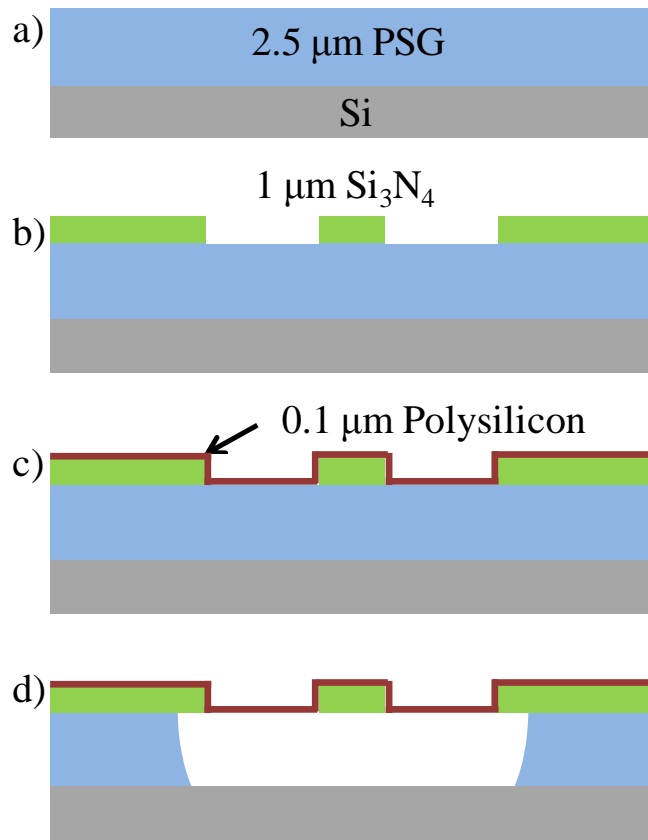 a)
2.5 μm PSG
Si
1 μm Si₃N₄
b)
0.1 μm Polysilicon
c)
d)